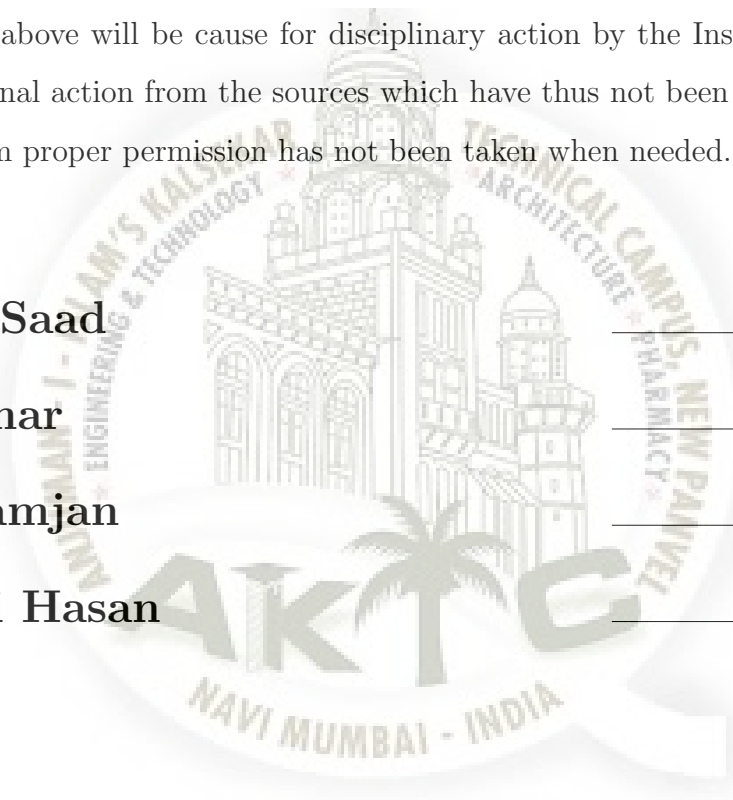 above will be cause for disciplinary action by the Ins
nal action from the sources which have thus not been
n proper permission has not been taken when needed.
ANJUMAN - I - ISLAM'S KALSEKAR TECHNICAL CAMPUS NEW PANVEL
ENGINEERING & TECHNOLOGY * ARCHITECTURE * PHARMACY *
Saad
mar
amjan
i Hasan
AKTC
NAVI MUMBAI - INDIA